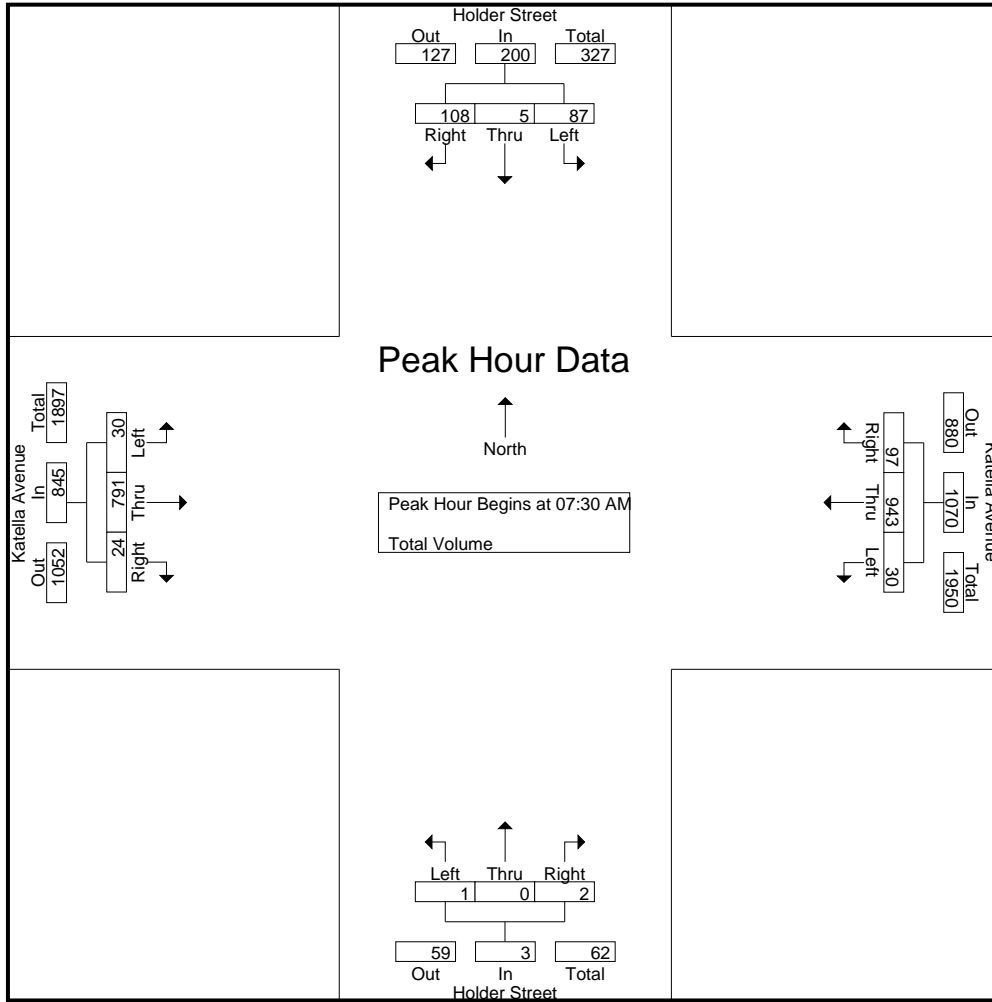 Holder Street
Out In Total
127 200 327
108 5 87
Right Thru Left
Peak Hour Data
North
Peak Hour Begins at 07:30 AM
Total Volume
Katella Avenue
Total In Out
1897 845 1052
30 791 24
Left Thru Right
Katella Avenue
Out In Total
880 1070 1950
97 943 30
Right Thru Left
Left Thru Right
1 0 2
59 3 62
Out In Total
Holder Street